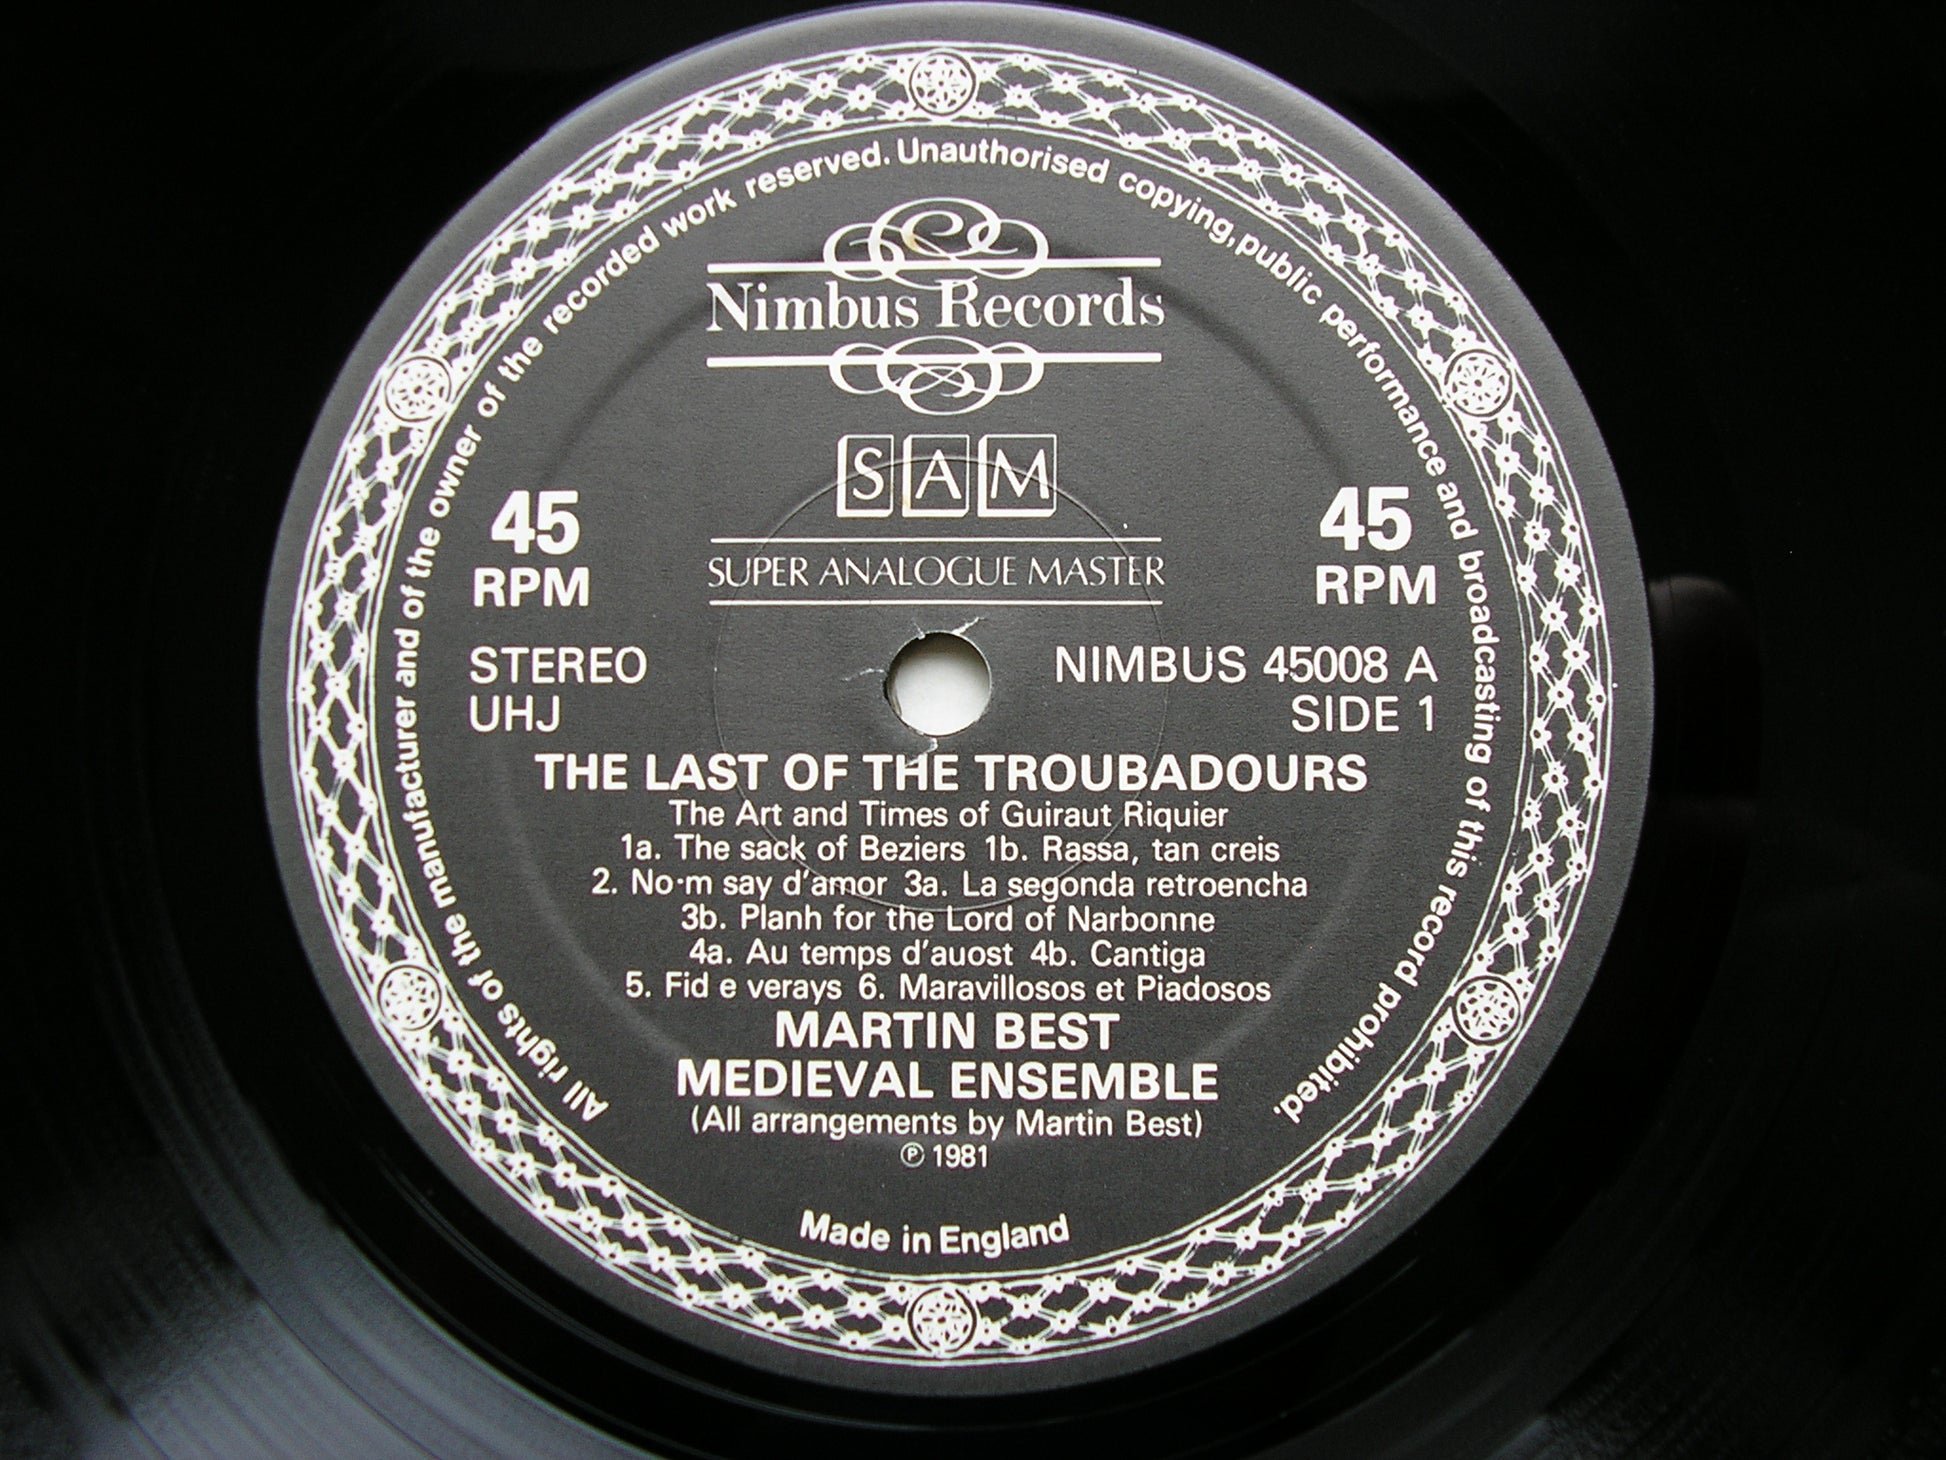 All rights of the manufacturer and of the owner of the recorded work reserved. Unauthorised copying, public performance and broadcasting of this record prohibited.
Nimbus Records
SAM
SUPER ANALOGUE MASTER
45
RPM
45
RPM
STEREO
UHJ
NIMBUS 45008 A
SIDE 1
THE LAST OF THE TROUBADOURS
The Art and Times of Guiraut Riquier
1a. The sack of Beziers 1b. Rassa, tan creis
2. No·m say d'amor 3a. La segonda retroencha
3b. Planh for the Lord of Narbonne
4a. Au temps d'auost 4b. Cantiga
5. Fid e verays 6. Maravillosos et Piadosos
MARTIN BEST
MEDIEVAL ENSEMBLE
(All arrangements by Martin Best)
℗ 1981
Made in England